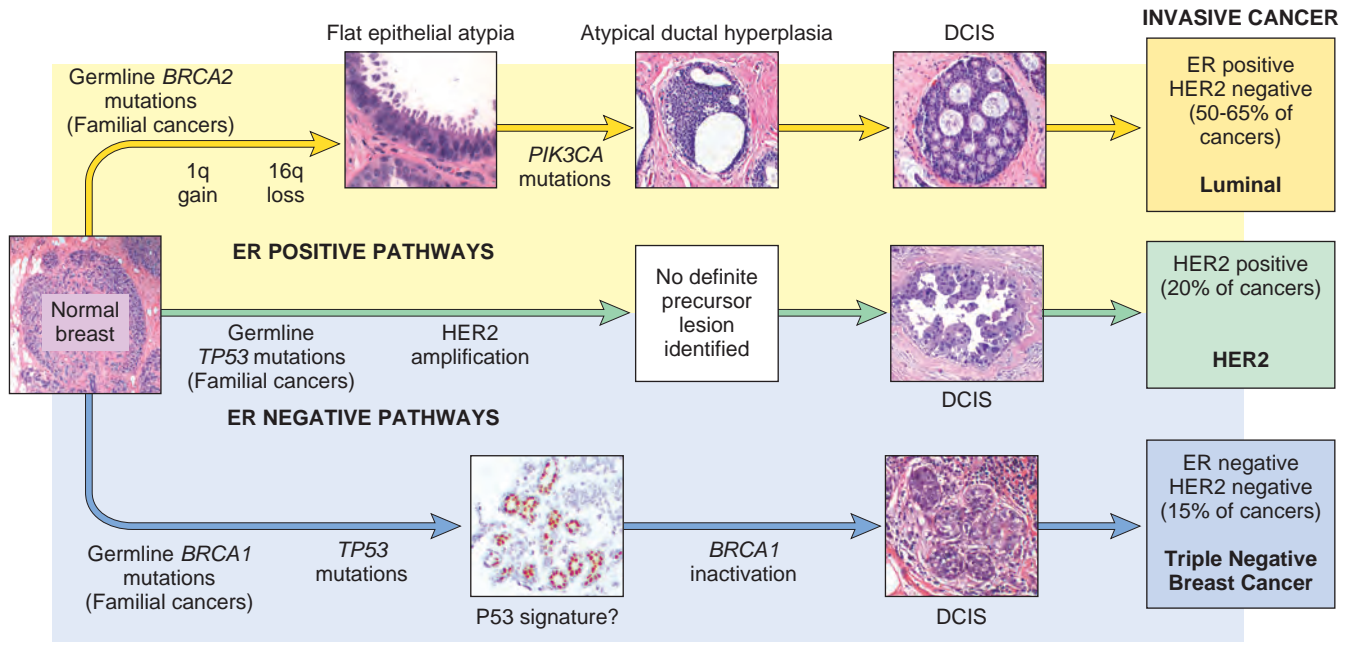 INVASIVE CANCER
Flat epithelial atypia
Atypical ductal hyperplasia
DCIS
Germline BRCA2
mutations
(Familial cancers)
1q
gain
16q
loss
PIK3CA
mutations
ER positive
HER2 negative
(50-65% of
cancers)
Luminal
ER POSITIVE PATHWAYS
Normal
breast
Germline
TP53 mutations
(Familial cancers)
HER2
amplification
No definite
precursor
lesion
identified
DCIS
HER2 positive
(20% of cancers)
HER2
ER NEGATIVE PATHWAYS
Germline BRCA1
mutations
(Familial cancers)
TP53
mutations
P53 signature?
BRCA1
inactivation
DCIS
ER negative
HER2 negative
(15% of cancers)
Triple Negative
Breast Cancer